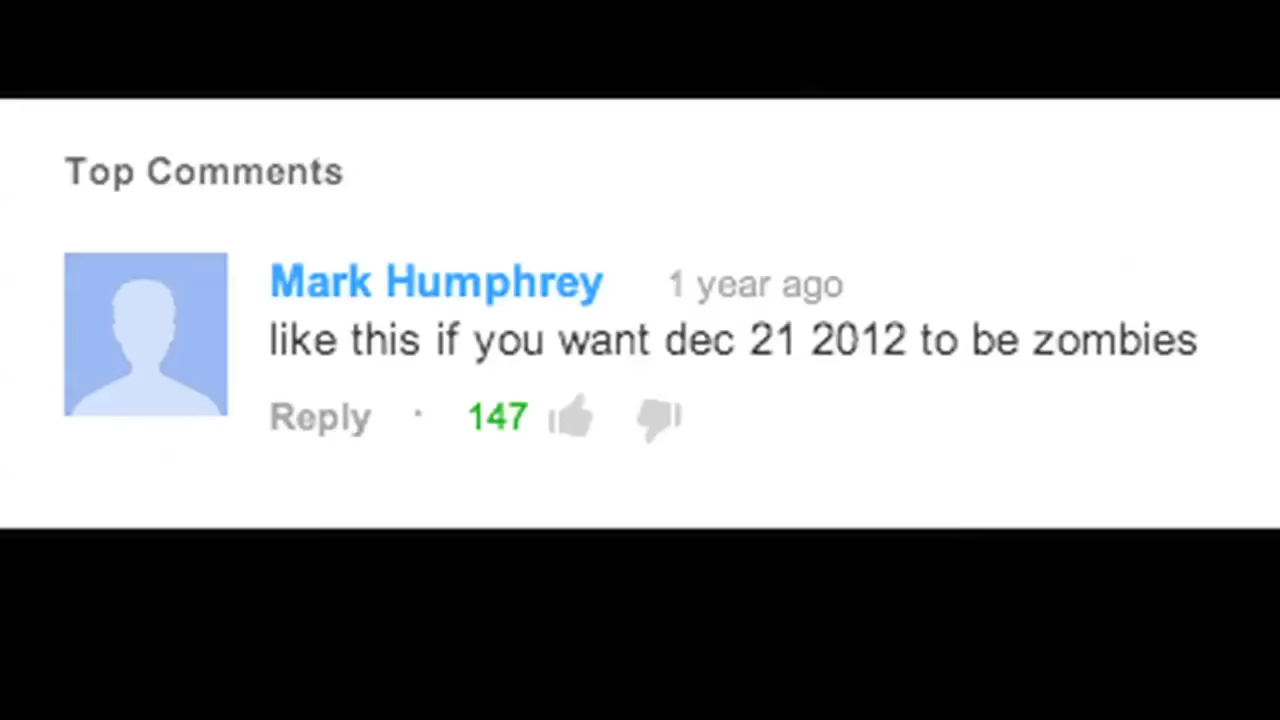 Top Comments
Mark Humphrey 1 year ago
like this if you want dec 21 2012 to be zombies
Reply · 147